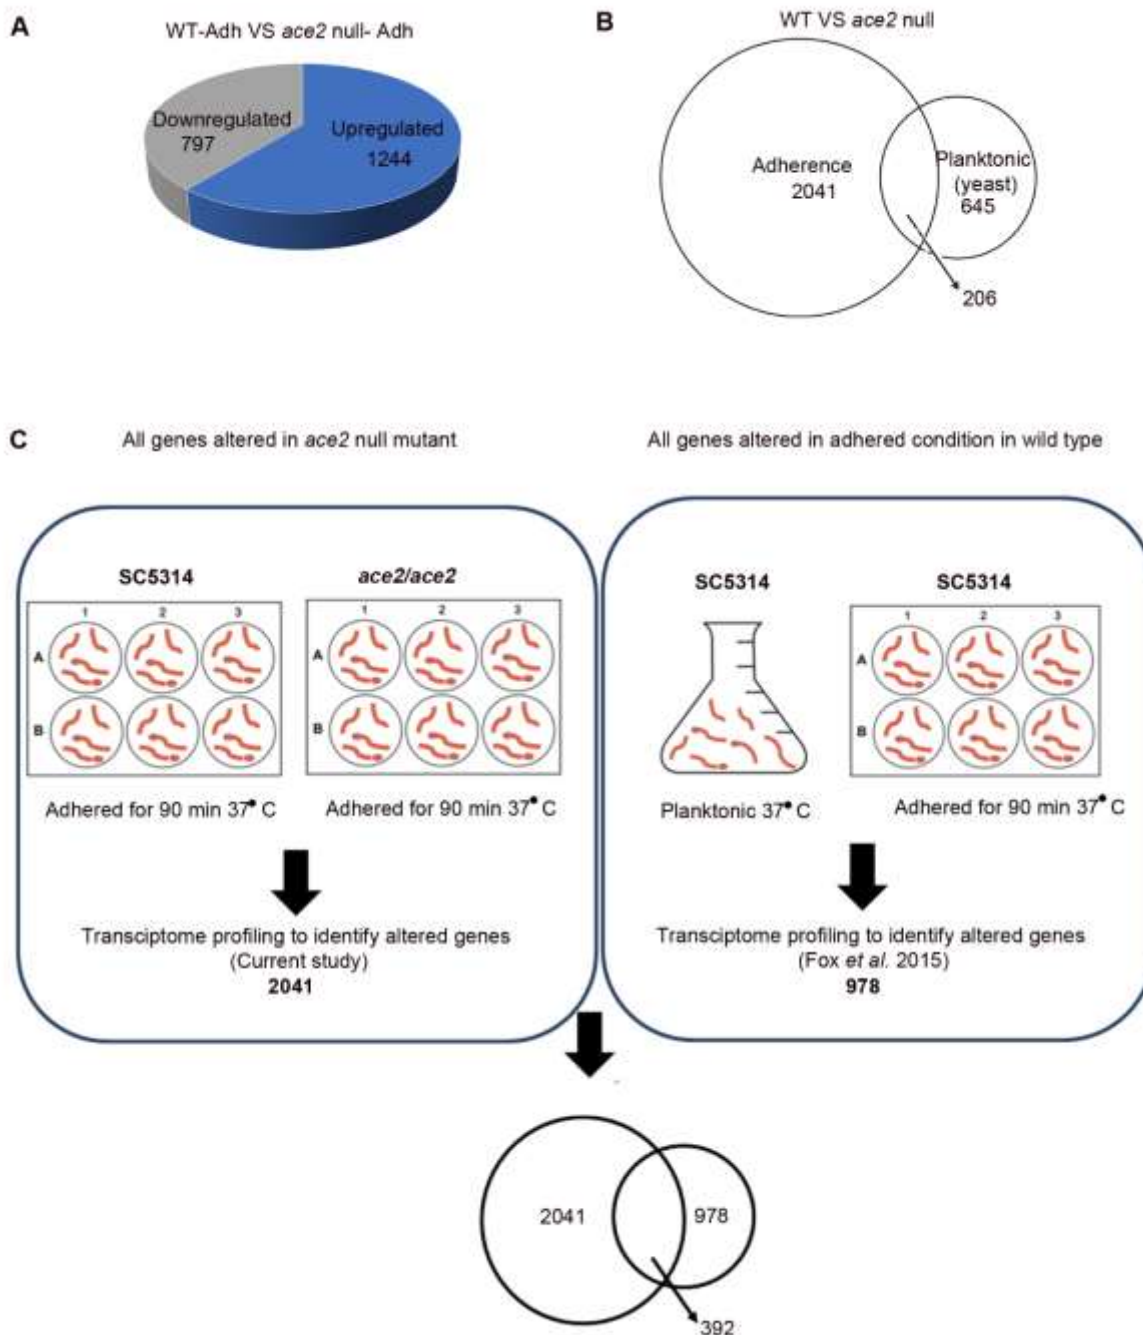 A
WT-Adh VS ace2 null- Adh
Downregulated
797
Upregulated
1244
B
WT VS ace2 null
Adherence
2041
Planktonic
(yeast)
645
206
C
All genes altered in ace2 null mutant
All genes altered in adhered condition in wild type
SC5314
1 2 3
A
B
Adhered for 90 min 37° C
ace2/ace2
1 2 3
A
B
Adhered for 90 min 37° C
Transciptome profiling to identify altered genes
(Current study)
2041
SC5314
Planktonic 37° C
SC5314
1 2 3
A
B
Adhered for 90 min 37° C
Transciptome profiling to identify altered genes
(Fox et al. 2015)
978
2041
978
392